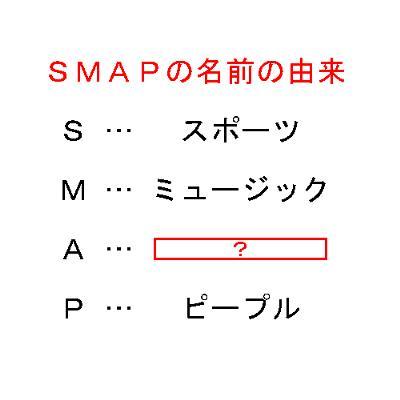 ＳＭＡＰの名前の由来
Ｓ … スポーツ
Ｍ … ミュージック
Ａ … ？
Ｐ … ピープル